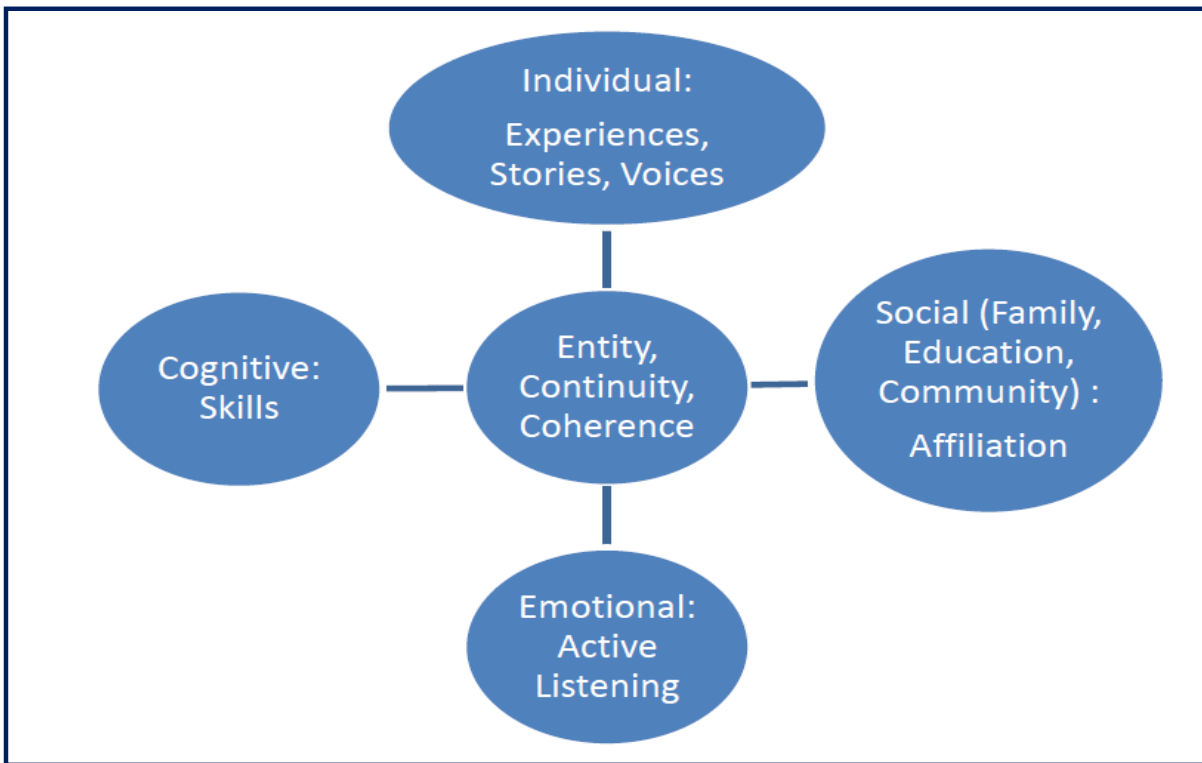 Individual:
Experiences,
Stories, Voices
Cognitive:
Skills
Entity,
Continuity,
Coherence
Social (Family,
Education,
Community) :
Affiliation
Emotional:
Active
Listening